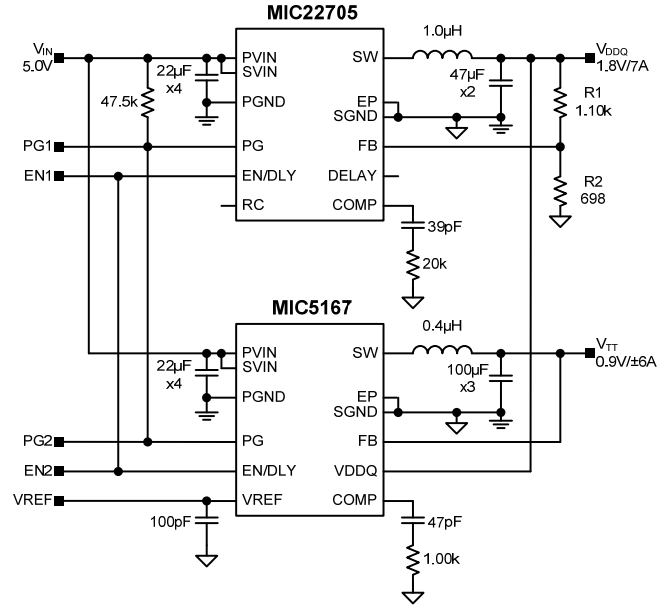 MIC22705
VIN
5.0V
47.5k
22µF
x4
PVIN
SVIN
PGND
PG
EN/DLY
RC
SW
EP
SGND
FB
DELAY
COMP
1.0µH
47µF
x2
VDDQ
1.8V/7A
R1
1.10k
R2
698
PG1
EN1
39pF
20k
MIC5167
22µF
x4
PVIN
SVIN
PGND
PG
EN/DLY
VREF
SW
EP
SGND
FB
VDDQ
COMP
0.4µH
100µF
x3
VTT
0.9V/±6A
PG2
EN2
VREF
100pF
47pF
1.00k